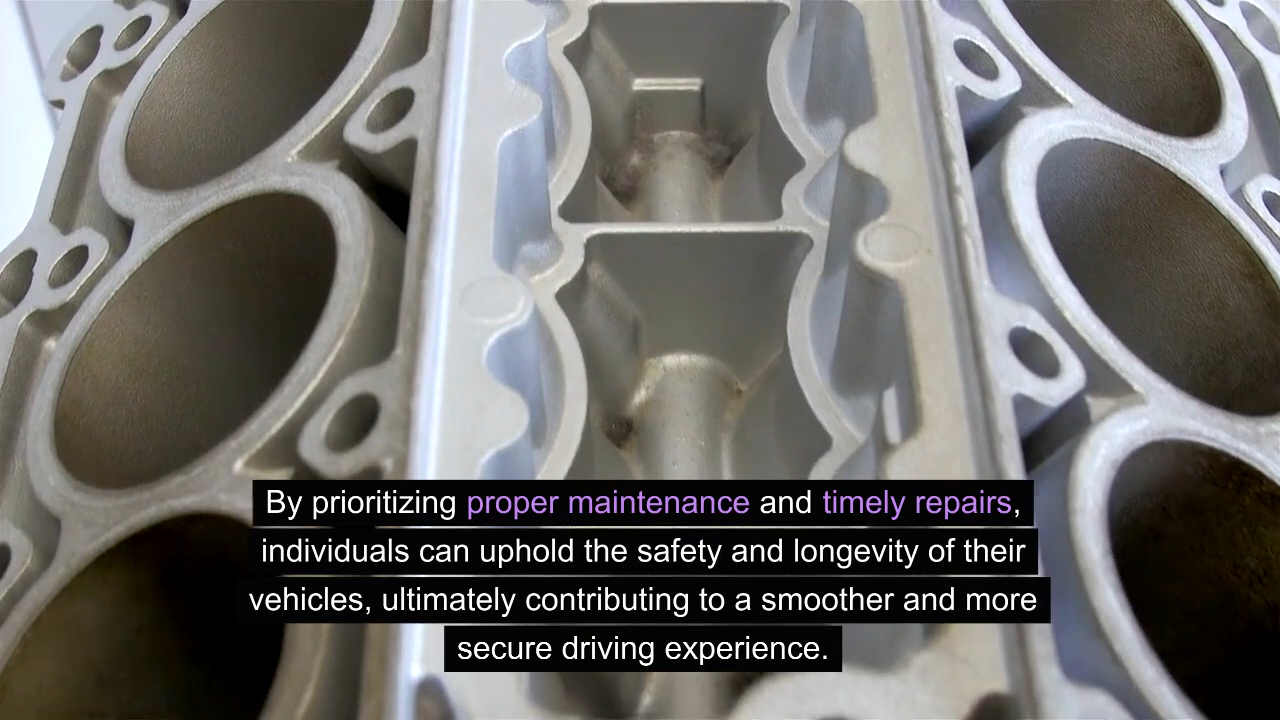 By prioritizing proper maintenance and timely repairs,
individuals can uphold the safety and longevity of their
vehicles, ultimately contributing to a smoother and more
secure driving experience.